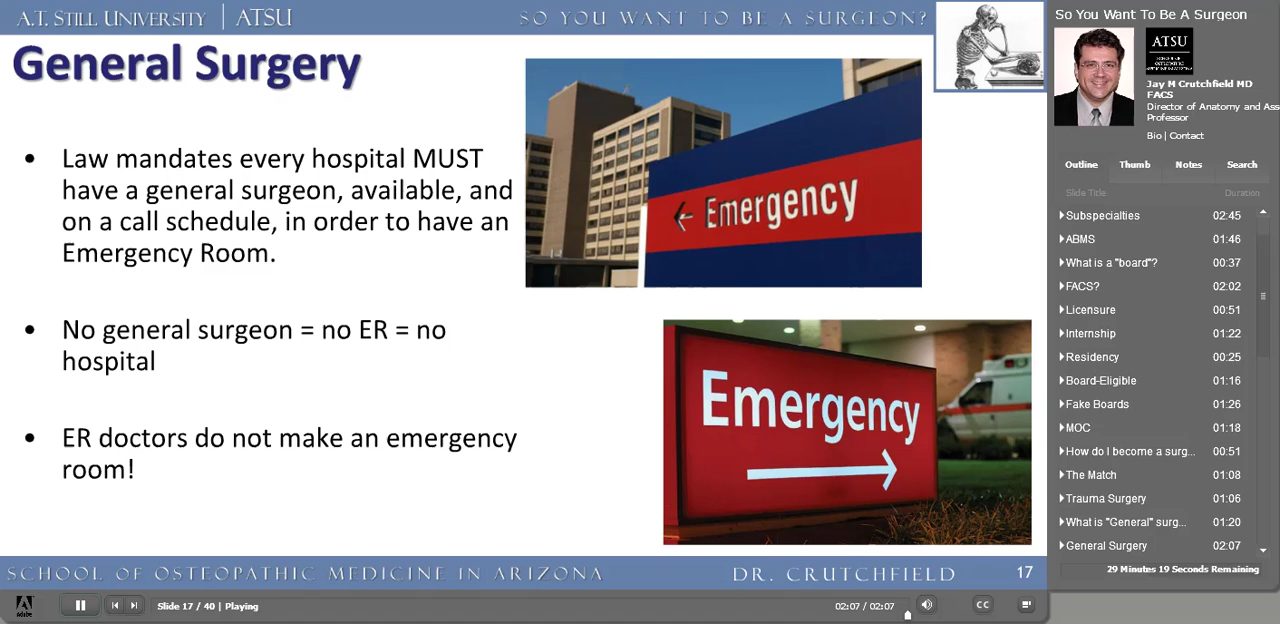 A.T. STILL UNIVERSITY | ATSU
SO YOU WANT TO BE A SURGEON?
General Surgery
• Law mandates every hospital MUST
have a general surgeon, available, and
on a call schedule, in order to have an
Emergency Room.
• No general surgeon = no ER = no
hospital
• ER doctors do not make an emergency
room!
← Emergency
Emergency
→
SCHOOL OF OSTEOPATHIC MEDICINE IN ARIZONA
DR. CRUTCHFIELD
17
Adobe
Slide 17 / 40 | Playing
02:07 / 02:07
CC
So You Want To Be A Surgeon
ATSU
Jay M Crutchfield MD
FACS
Director of Anatomy and Ass
Professor
Bio | Contact
Outline Thumb Notes Search
Slide Title Duration
Subspecialties 02:45
ABMS 01:46
What is a "board"? 00:37
FACS? 02:02
Licensure 00:51
Internship 01:22
Residency 00:25
Board-Eligible 01:16
Fake Boards 01:26
MOC 01:18
How do I become a surg... 00:51
The Match 01:08
Trauma Surgery 01:06
What is "General" surg... 01:20
General Surgery 02:07
29 Minutes 19 Seconds Remaining